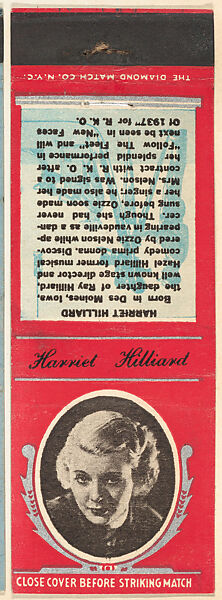 THE DIAMOND MATCH CO. N.Y.C.
HARRIET HILLIARD
Born in Des Moines, Iowa,
the daughter of Ray Hilliard,
well known stage director and
Hazel Hilliard former musical
comedy prima donna. Discov-
ered by Ozzie Nelson while ap-
pearing in vaudeville as a dan-
cer. Though she had never
sung before, Ozzie soon made
her a singer; he also made her
Mrs. Nelson. Was signed to a
contract with R. K. O. after
her splendid performance in
"Follow The Fleet" and will
next be seen in "New Faces
Of 1937" for R. K. O.
Harriet Hilliard
CLOSE COVER BEFORE STRIKING MATCH